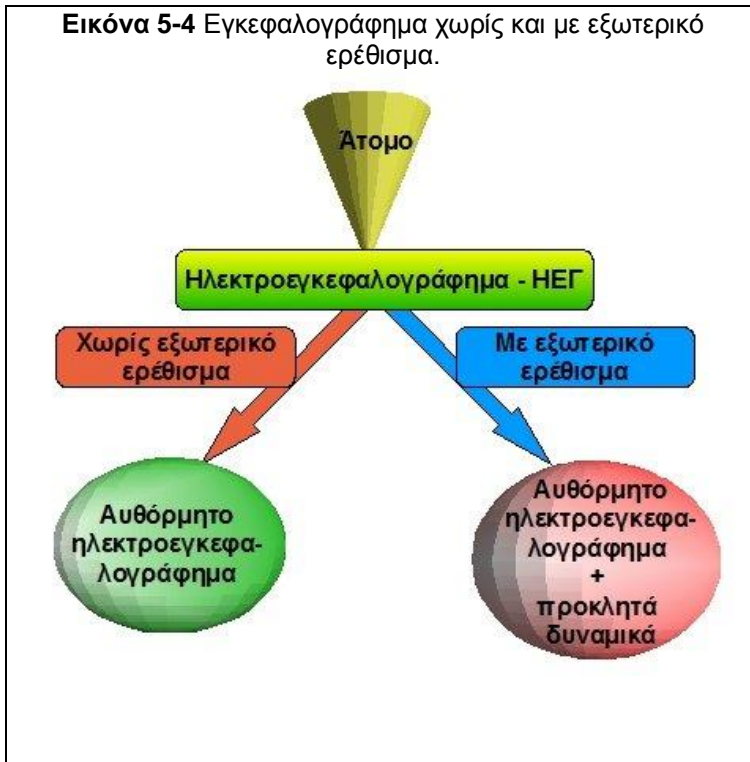 Εικόνα 5-4 Εγκεφαλογράφημα χωρίς και με εξωτερικό
ερέθισμα.
Άτομο
Ηλεκτροεγκεφαλογράφημα - ΗΕΓ
Χωρίς εξωτερικό
ερέθισμα
Με εξωτερικό
ερέθισμα
Αυθόρμητο
ηλεκτροεγκεφα-
λογράφημα
Αυθόρμητο
ηλεκτροεγκεφα-
λογράφημα
+
προκλητά
δυναμικά